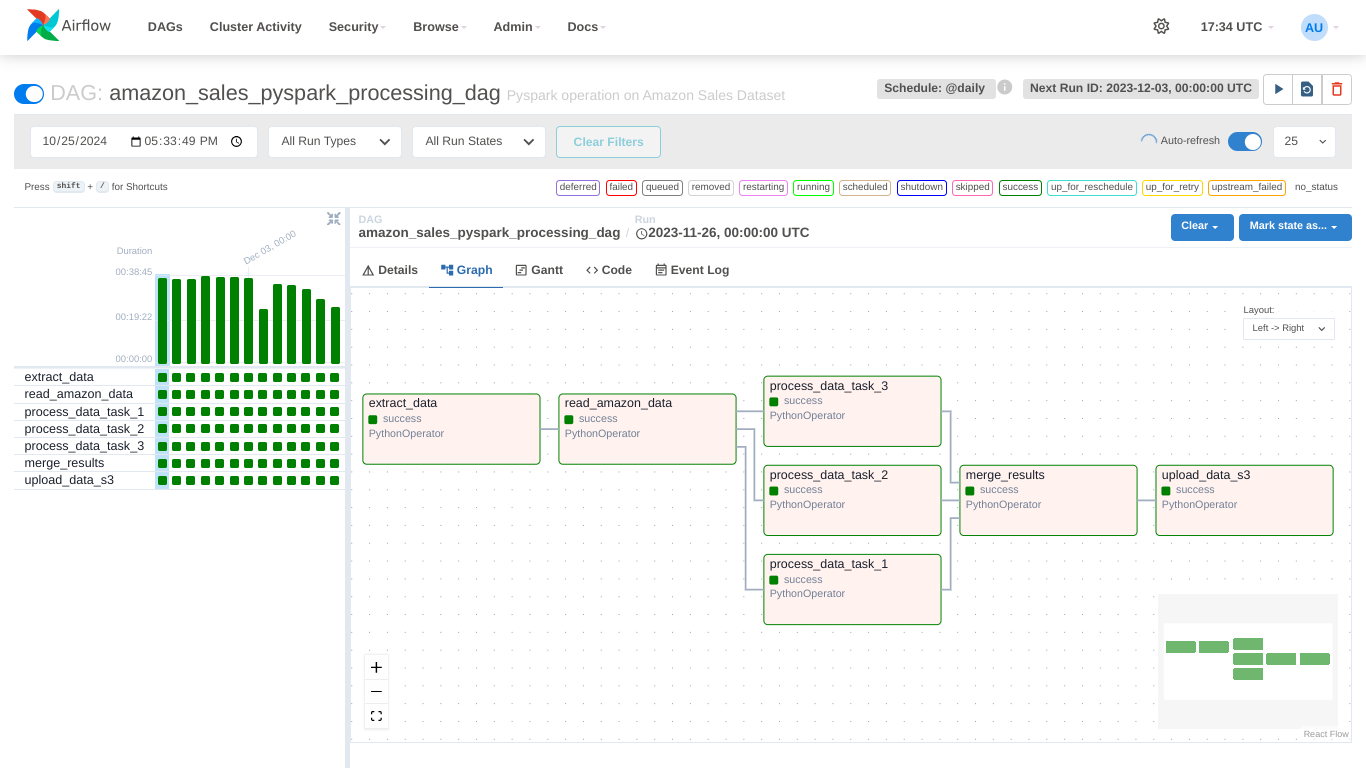 Airflow
DAGs
Cluster Activity
Security
Browse
Admin
Docs
17:34 UTC
AU
DAG: amazon_sales_pyspark_processing_dag Pyspark operation on Amazon Sales Dataset
Schedule: @daily
Next Run ID: 2023-12-03, 00:00:00 UTC
10/25/2024 05:33:49 PM
All Run Types
All Run States
Clear Filters
Auto-refresh
25
Press shift + / for Shortcuts
deferred
failed
queued
removed
restarting
running
scheduled
shutdown
skipped
success
up_for_reschedule
up_for_retry
upstream_failed
no_status
Duration
Dec 03, 00:00
00:38:45
00:19:22
00:00:00
extract_data
read_amazon_data
process_data_task_1
process_data_task_2
process_data_task_3
merge_results
upload_data_s3
DAG
amazon_sales_pyspark_processing_dag /
Run
2023-11-26, 00:00:00 UTC
Clear
Mark state as...
Details
Graph
Gantt
Code
Event Log
Layout:
Left -> Right
extract_data
success
PythonOperator
read_amazon_data
success
PythonOperator
process_data_task_3
success
PythonOperator
process_data_task_2
success
PythonOperator
process_data_task_1
success
PythonOperator
merge_results
success
PythonOperator
upload_data_s3
success
PythonOperator
React Flow